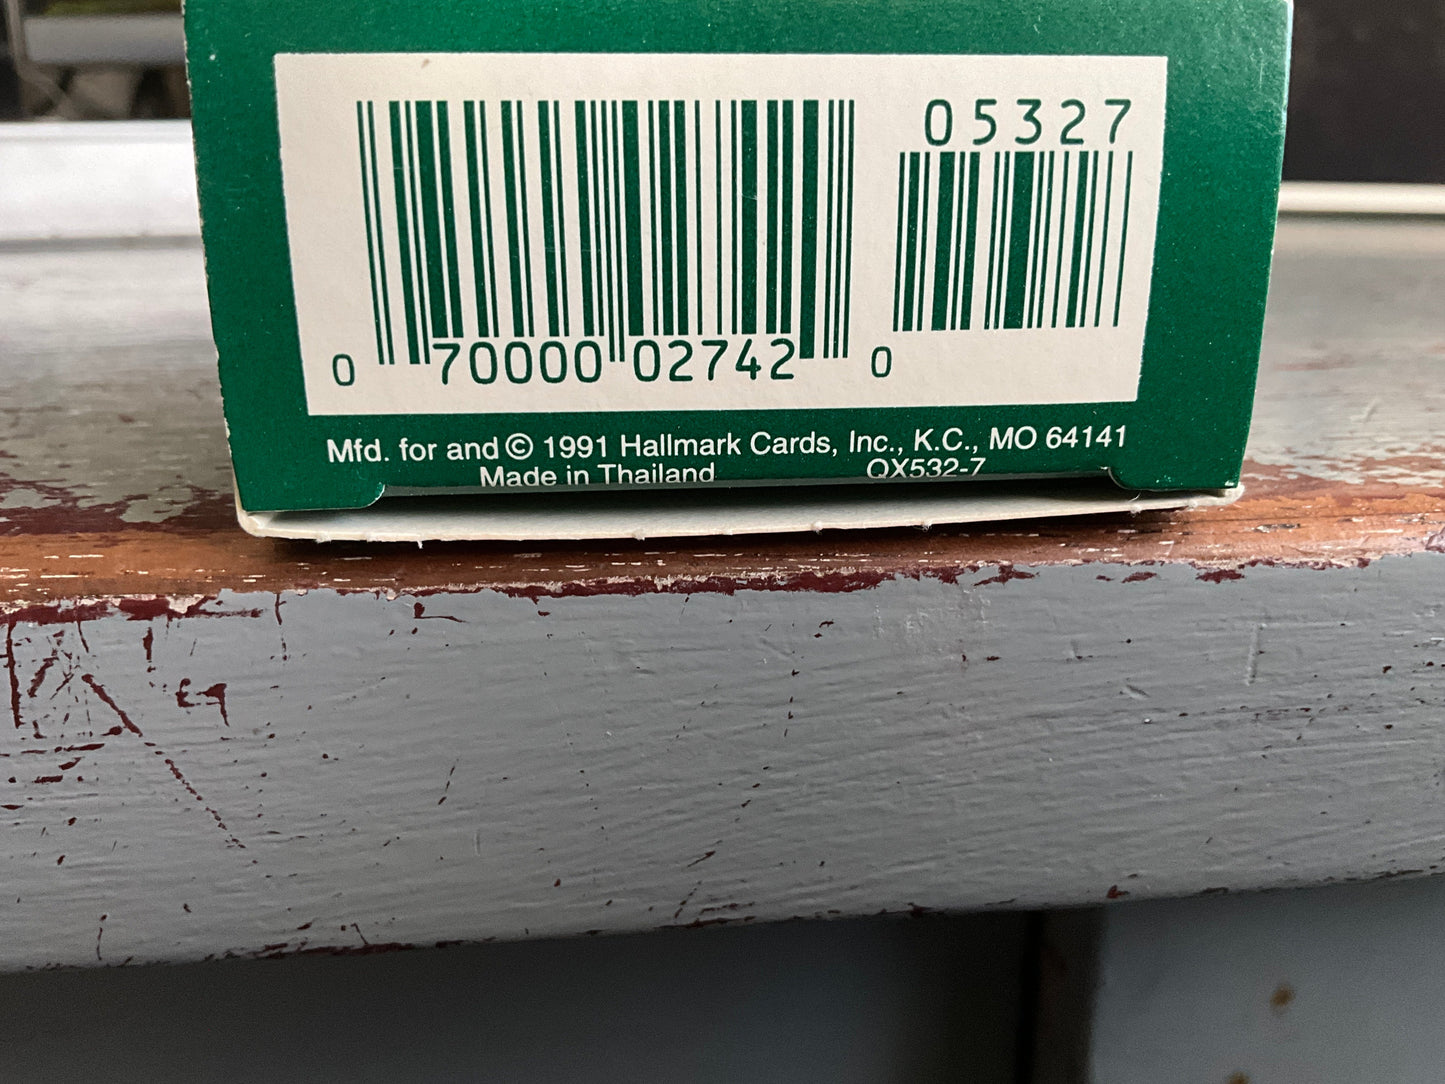 05327
0 70000 02742 0
Mfd. for and © 1991 Hallmark Cards, Inc., K.C., MO 64141
Made in Thailand QX532-7